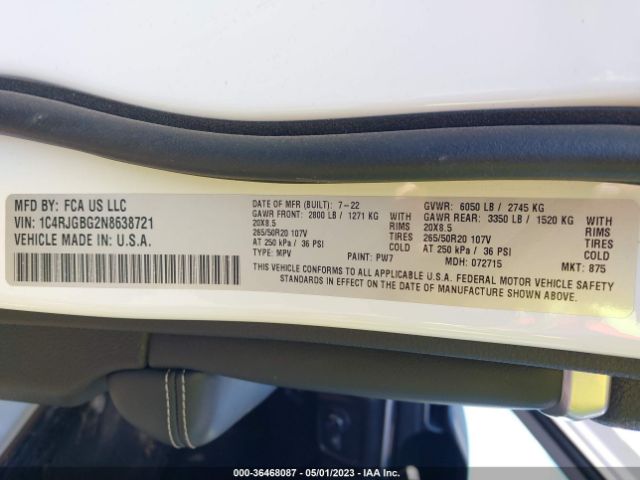 MFD BY: FCA US LLC
VIN: 1C4RJGBG2N8638721
VEHICLE MADE IN: U.S.A.
DATE OF MFR (BUILT): 7-22
GVWR: 6050 LB / 2745 KG
GAWR FRONT: 2800 LB / 1271 KG WITH
GAWR REAR: 3350 LB / 1520 KG WITH
20X8.5 RIMS
20X8.5 RIMS
265/50R20 107V TIRES
265/50R20 107V TIRES
AT 250 kPa / 36 PSI COLD
AT 250 kPa / 36 PSI COLD
TYPE: MPV PAINT: PW7 MDH: 072715 MKT: 875
THIS VEHICLE CONFORMS TO ALL APPLICABLE U.S.A. FEDERAL MOTOR VEHICLE SAFETY
STANDARDS IN EFFECT ON THE DATE OF MANUFACTURE SHOWN ABOVE.
000-36468087 - 05/01/2023 - IAA Inc.